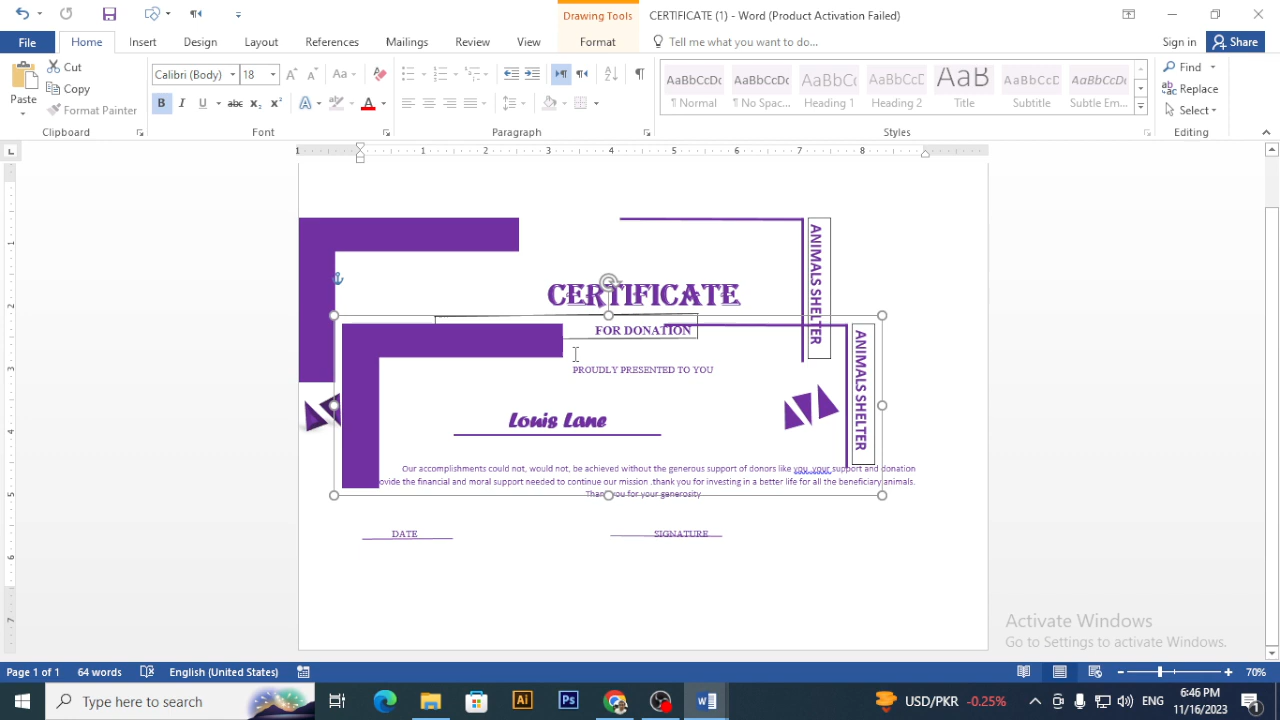 Drawing Tools
CERTIFICATE (1) - Word (Product Activation Failed)
File
Home
Insert
Design
Layout
References
Mailings
Review
View
Format
Tell me what you want to do...
Sign in
Share
Paste
Cut
Copy
Format Painter
Clipboard
Calibri (Body)
18
Font
Paragraph
AaBbCcDc
¶ Normal
AaBbCcDc
¶ No Spac...
AaBbC
Heading
AaBbCcE
Heading 2
AaB
Title
AaBbCcD
Subtitle
AaBbCcDc
Subtle Em...
Styles
Find
Replace
Select
Editing
ANIMALS SHELTER
CERTIFICATE
FOR DONATION
PROUDLY PRESENTED TO YOU
ANIMALS SHELTER
Louis Lane
Our accomplishments could not, would not, be achieved without the generous support of donors like you, your support and donation
the financial and moral support needed to continue our mission .thank you for investing in a better life for all the beneficiary animals.
Thank you for your generosity
DATE
SIGNATURE
Activate Windows
Go to Settings to activate Windows.
Page 1 of 1
64 words
English (United States)
70%
Type here to search
USD/PKR -0.25%
ENG
6:46 PM
11/16/2023